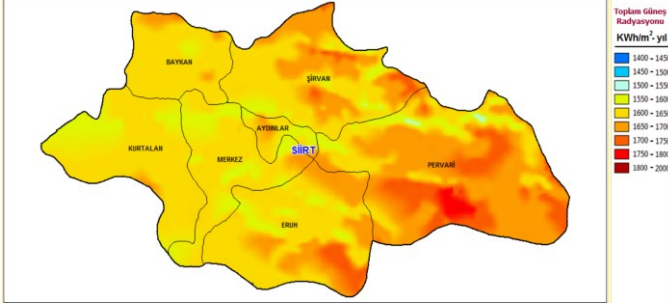 Toplam Güneş
Radyasyonu
KWh/m²- yıl
1400 - 1450
1450 - 1500
1500 - 1550
1550 - 1600
1600 - 1650
1650 - 1700
1700 - 1750
1750 - 1800
1800 - 2000
BAYKAN
ŞİRVAN
KURTALAN
AYDINLAR
MERKEZ
SİİRT
PERVARİ
ERUH